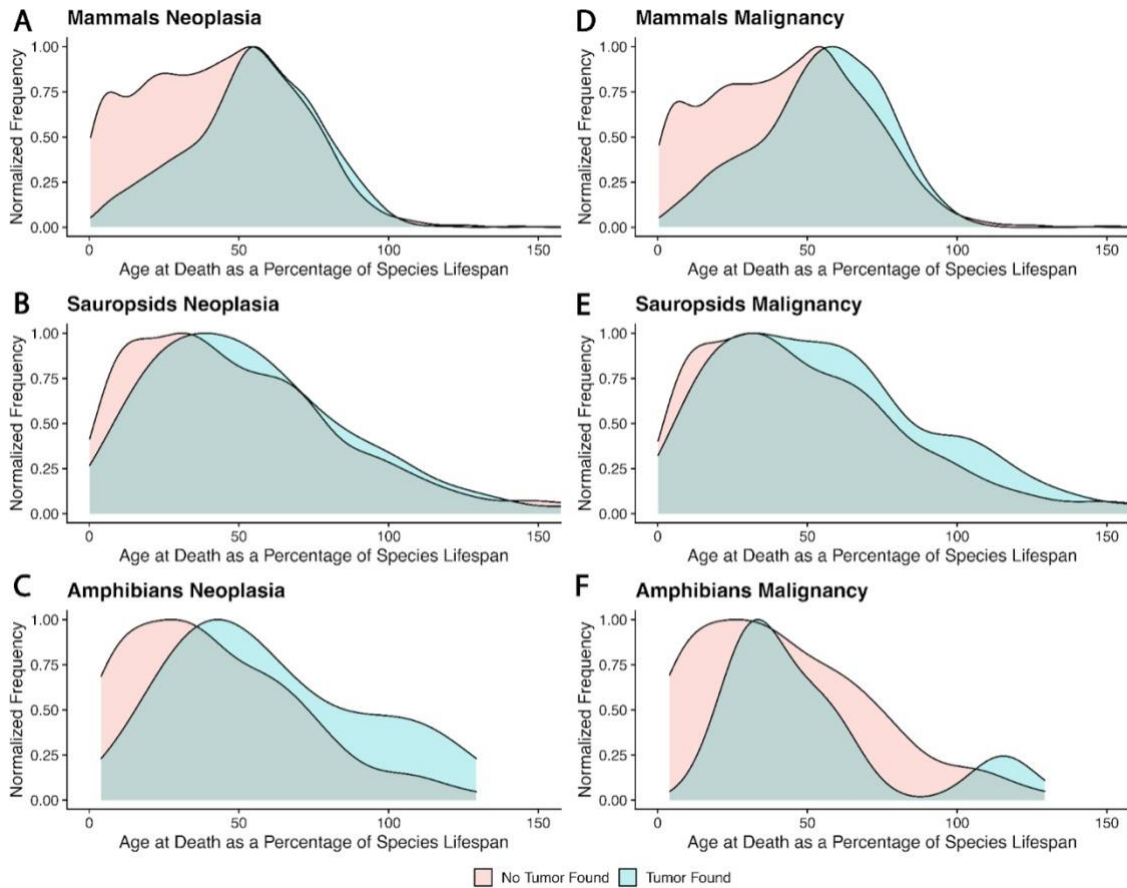 A Mammals Neoplasia
Normalized Frequency
1.00
0.75
0.50
0.25
0.00
0 50 100 150
Age at Death as a Percentage of Species Lifespan
D Mammals Malignancy
Normalized Frequency
1.00
0.75
0.50
0.25
0.00
0 50 100 150
Age at Death as a Percentage of Species Lifespan
B Sauropsids Neoplasia
Normalized Frequency
1.00
0.75
0.50
0.25
0.00
0 50 100 150
Age at Death as a Percentage of Species Lifespan
E Sauropsids Malignancy
Normalized Frequency
1.00
0.75
0.50
0.25
0.00
0 50 100 150
Age at Death as a Percentage of Species Lifespan
C Amphibians Neoplasia
Normalized Frequency
1.00
0.75
0.50
0.25
0.00
0 50 100 150
Age at Death as a Percentage of Species Lifespan
F Amphibians Malignancy
Normalized Frequency
1.00
0.75
0.50
0.25
0.00
0 50 100 150
Age at Death as a Percentage of Species Lifespan
No Tumor Found Tumor Found